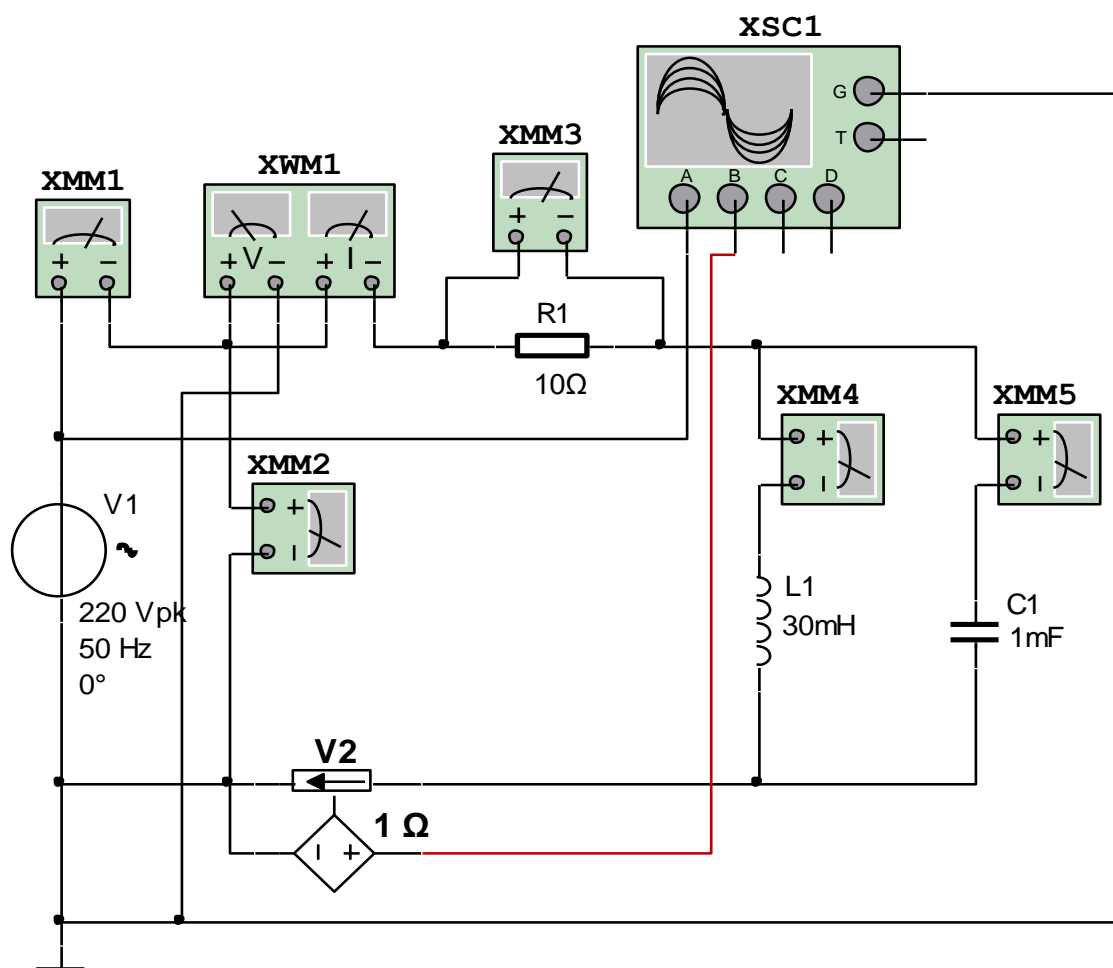 XSC1
G
T
A
B
C
D
XMM3
+
−
XWM1
+
V
−
+
I
−
XMM1
+
−
R1
10Ω
XMM4
+
I
XMM5
+
I
XMM2
+
I
V1
220 Vpk
50 Hz
0°
L1
30mH
C1
1mF
V2
1 Ω
I
+